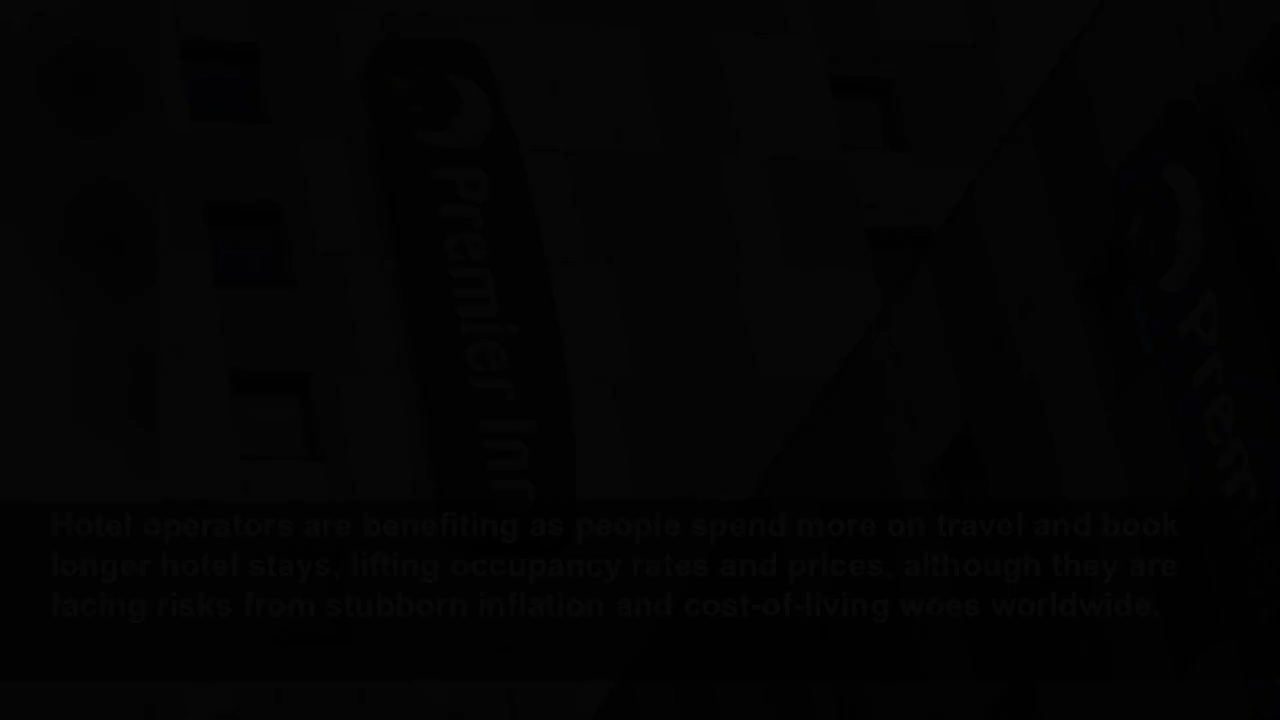 Premier Inn
Prem
Hotel operators are benefiting as people spend more on travel and book
longer hotel stays, lifting occupancy rates and prices, although they are
facing risks from stubborn inflation and cost-of-living woes worldwide.